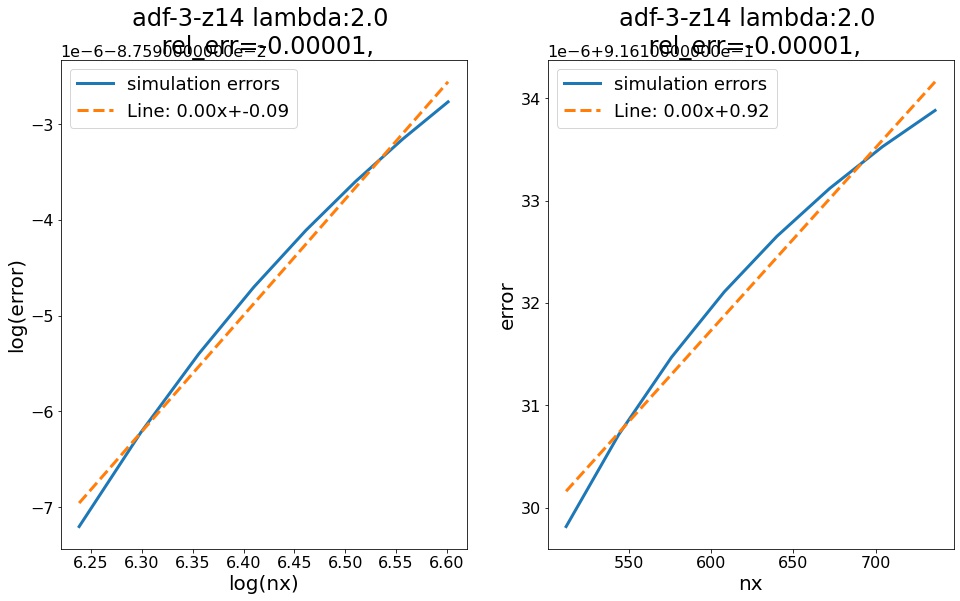 adf-3-z14 lambda:2.0
rel_err=-0.00001,
1e−6−8.7590000000e−2
simulation errors
Line: 0.00x+-0.09
−3
−4
−5
−6
−7
log(error)
6.25
6.30
6.35
6.40
6.45
6.50
6.55
6.60
log(nx)
adf-3-z14 lambda:2.0
rel_err=-0.00001,
1e−6+9.1610000000e−1
simulation errors
Line: 0.00x+0.92
34
33
32
31
30
error
550
600
650
700
nx